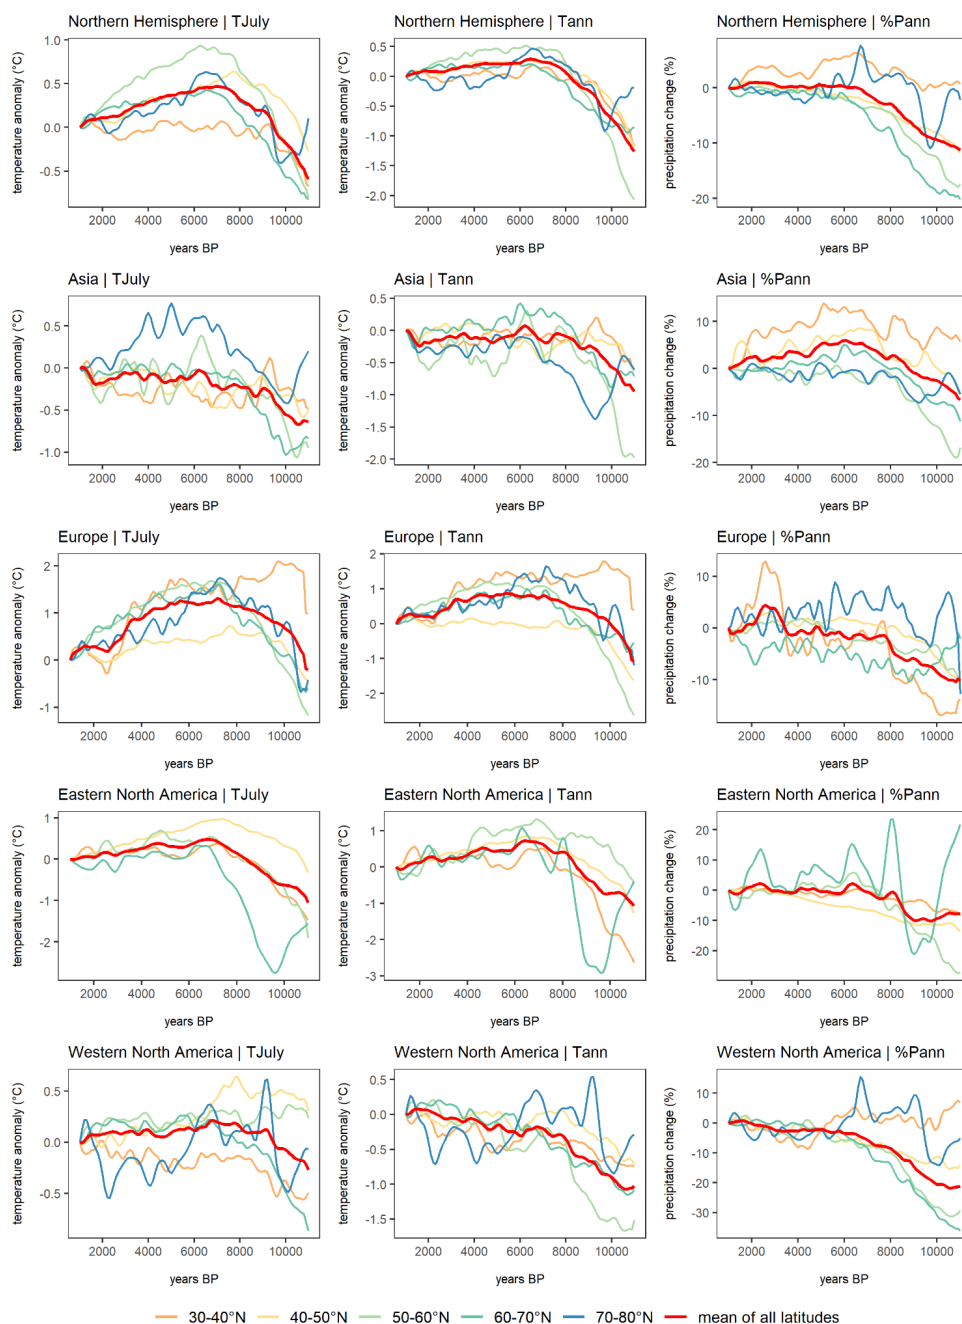 Northern Hemisphere | TJuly
Northern Hemisphere | Tann
Northern Hemisphere | %Pann
temperature anomaly (°C)
1.0
0.5
0.0
-0.5
2000 4000 6000 8000 10000
years BP
temperature anomaly (°C)
0.5
0.0
-0.5
-1.0
-1.5
-2.0
2000 4000 6000 8000 10000
years BP
precipitation change (%)
0
-10
-20
2000 4000 6000 8000 10000
years BP
Asia | TJuly
Asia | Tann
Asia | %Pann
temperature anomaly (°C)
0.5
0.0
-0.5
-1.0
2000 4000 6000 8000 10000
years BP
temperature anomaly (°C)
0.5
0.0
-0.5
-1.0
-1.5
-2.0
2000 4000 6000 8000 10000
years BP
precipitation change (%)
10
0
-10
-20
2000 4000 6000 8000 10000
years BP
Europe | TJuly
Europe | Tann
Europe | %Pann
temperature anomaly (°C)
2
1
0
-1
2000 4000 6000 8000 10000
years BP
temperature anomaly (°C)
2
1
0
-1
-2
2000 4000 6000 8000 10000
years BP
precipitation change (%)
10
0
-10
2000 4000 6000 8000 10000
years BP
Eastern North America | TJuly
Eastern North America | Tann
Eastern North America | %Pann
temperature anomaly (°C)
1
0
-1
-2
2000 4000 6000 8000 10000
years BP
temperature anomaly (°C)
1
0
-1
-2
-3
2000 4000 6000 8000 10000
years BP
precipitation change (%)
20
10
0
-10
-20
2000 4000 6000 8000 10000
years BP
Western North America | TJuly
Western North America | Tann
Western North America | %Pann
temperature anomaly (°C)
0.5
0.0
-0.5
2000 4000 6000 8000 10000
years BP
temperature anomaly (°C)
0.5
0.0
-0.5
-1.0
-1.5
2000 4000 6000 8000 10000
years BP
precipitation change (%)
10
0
-10
-20
-30
2000 4000 6000 8000 10000
years BP
30-40°N 40-50°N 50-60°N 60-70°N 70-80°N mean of all latitudes